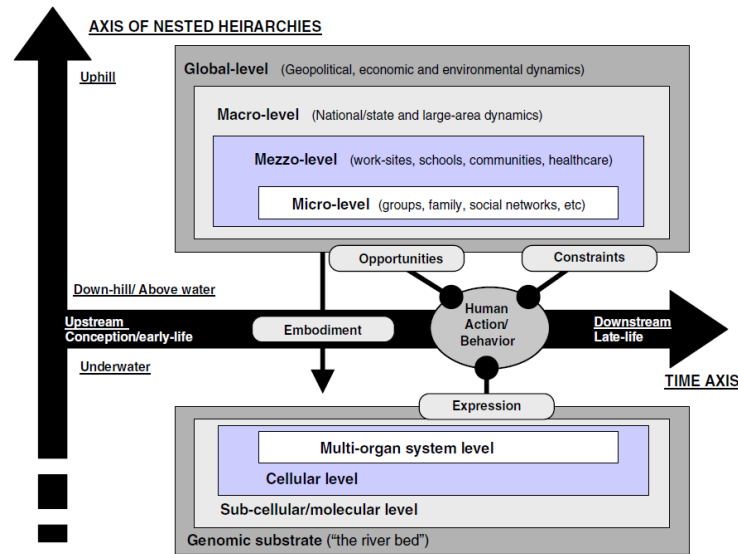 AXIS OF NESTED HEIRARCHIES
Uphill
Global-level (Geopolitical, economic and environmental dynamics)
Macro-level (National/state and large-area dynamics)
Mezzo-level (work-sites, schools, communities, healthcare)
Micro-level (groups, family, social networks, etc)
Opportunities
Constraints
Down-hill/ Above water
Upstream
Conception/early-life
Embodiment
Human
Action/
Behavior
Downstream
Late-life
Underwater
TIME AXIS
Expression
Multi-organ system level
Cellular level
Sub-cellular/molecular level
Genomic substrate (“the river bed”)